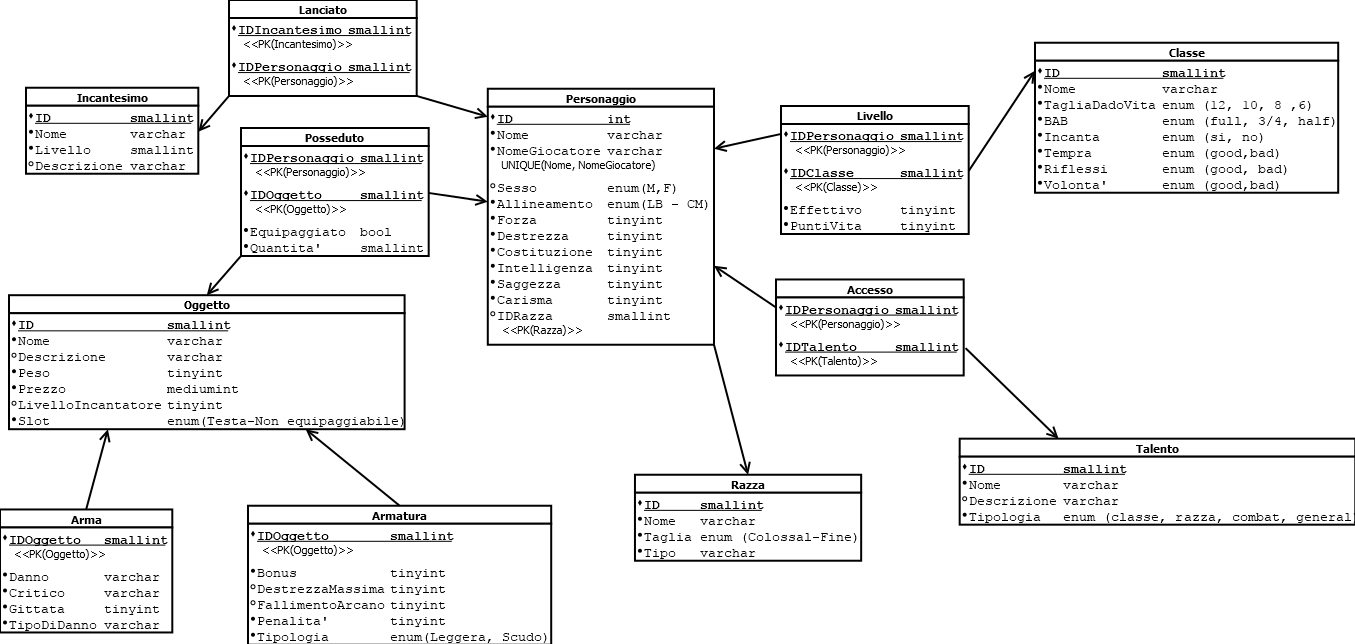 Lanciato
IDIncantesimo smallint
<<PK(Incantesimo)>>
IDPersonaggio smallint
<<PK(Personaggio)>>
Incantesimo
ID smallint
Nome varchar
Livello smallint
Descrizione varchar
Posseduto
IDPersonaggio smallint
<<PK(Personaggio)>>
IDOggetto smallint
<<PK(Oggetto)>>
Equipaggiato bool
Quantita' smallint
Personaggio
ID int
Nome varchar
NomeGiocatore varchar
UNIQUE(Nome, NomeGiocatore)
Sesso enum(M,F)
Allineamento enum(LB - CM)
Forza tinyint
Destrezza tinyint
Costituzione tinyint
Intelligenza tinyint
Saggezza tinyint
Carisma tinyint
IDRazza smallint
<<PK(Razza)>>
Livello
IDPersonaggio smallint
<<PK(Personaggio)>>
IDClasse smallint
<<PK(Classe)>>
Effettivo tinyint
PuntiVita tinyint
Classe
ID smallint
Nome varchar
TagliaDadoVita enum (12, 10, 8 ,6)
BAB enum (full, 3/4, half)
Incanta enum (si, no)
Tempra enum (good,bad)
Riflessi enum (good, bad)
Volonta' enum (good,bad)
Accesso
IDPersonaggio smallint
<<PK(Personaggio)>>
IDTalento smallint
<<PK(Talento)>>
Oggetto
ID smallint
Nome varchar
Descrizione varchar
Peso tinyint
Prezzo mediumint
LivelloIncantatore tinyint
Slot enum(Testa-Non equipaggiabile)
Talento
ID smallint
Nome varchar
Descrizione varchar
Tipologia enum (classe, razza, combat, general
Razza
ID smallint
Nome varchar
Taglia enum (Colossal-Fine)
Tipo varchar
Arma
IDOggetto smallint
<<PK(Oggetto)>>
Danno varchar
Critico varchar
Gittata tinyint
TipoDiDanno varchar
Armatura
IDOggetto smallint
<<PK(Oggetto)>>
Bonus tinyint
DestrezzaMassima tinyint
FallimentoArcano tinyint
Penalita' tinyint
Tipologia enum(Leggera, Scudo)